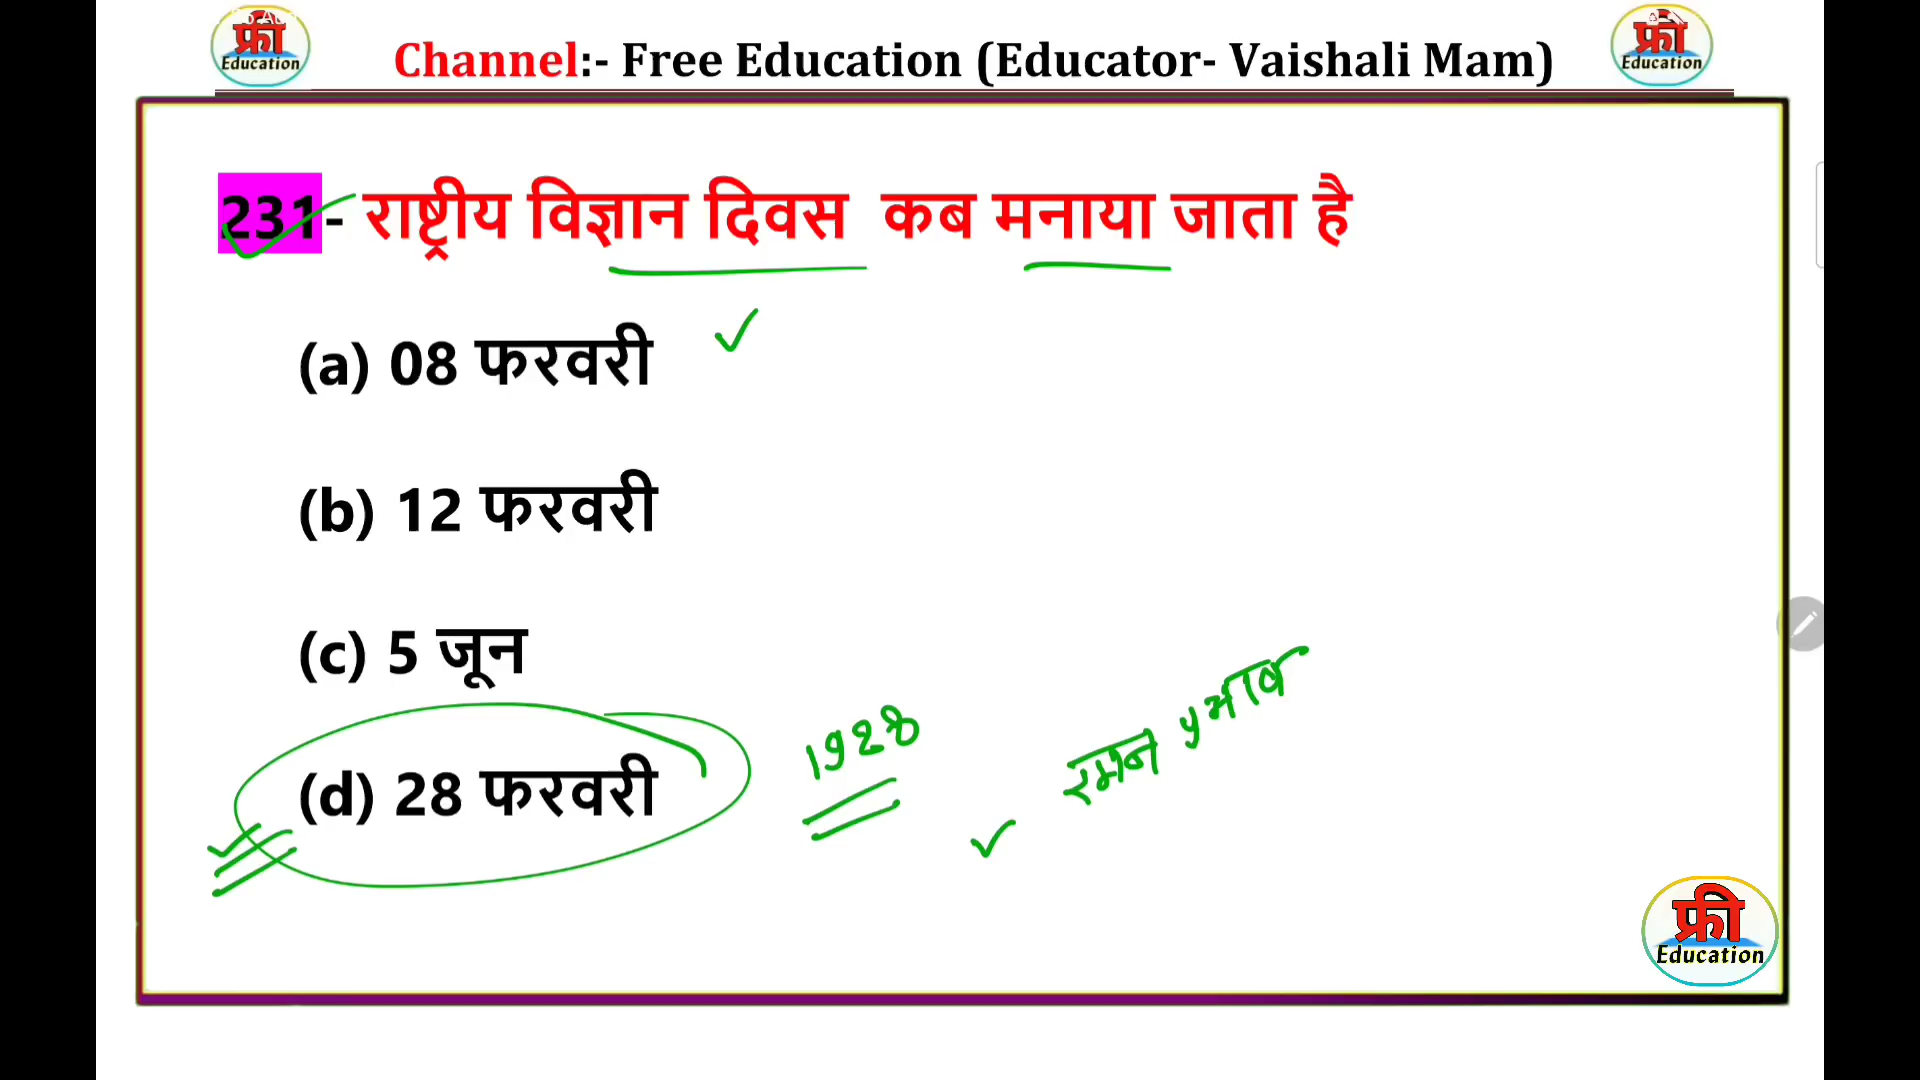 फ्री
Education
Channel:- Free Education (Educator- Vaishali Mam)
फ्री
Education
231- राष्ट्रीय विज्ञान दिवस कब मनाया जाता है
(a) 08 फरवरी
(b) 12 फरवरी
(c) 5 जून
(d) 28 फरवरी
1928
रमन प्रभाव
फ्री
Education